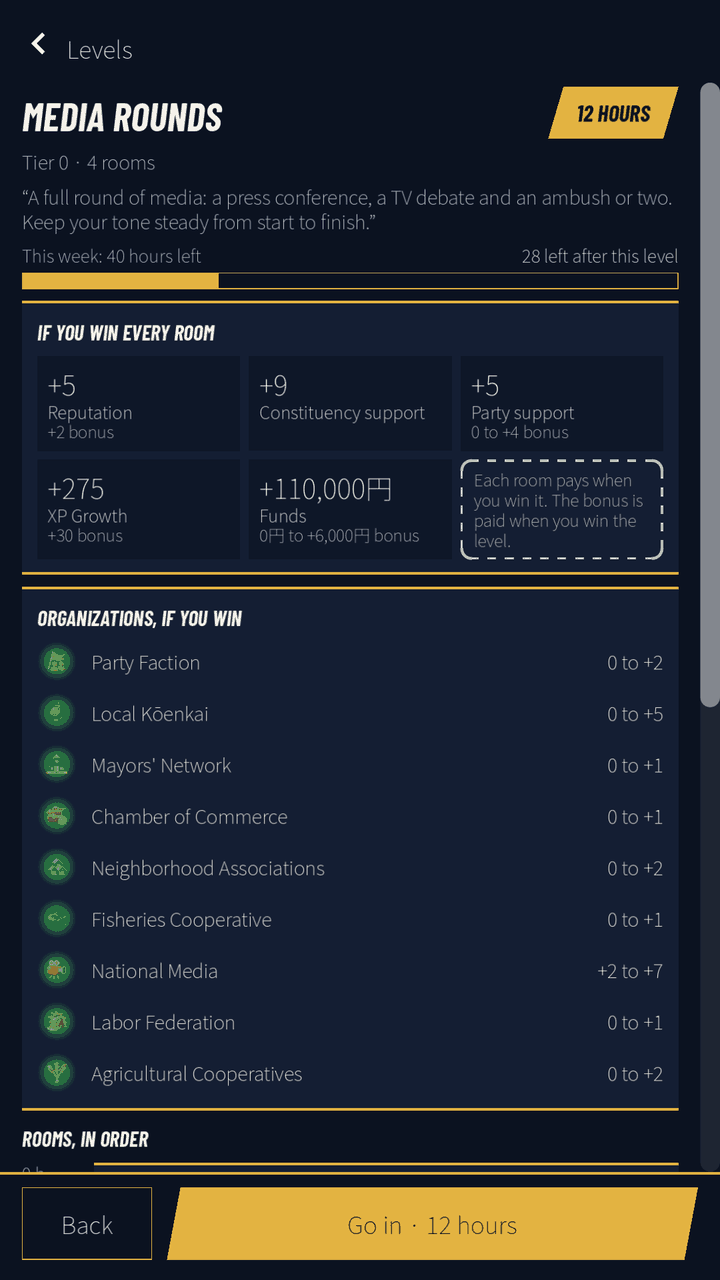 Levels
MEDIA ROUNDS
12 HOURS
Tier 0 · 4 rooms
“A full round of media: a press conference, a TV debate and an ambush or two.
Keep your tone steady from start to finish.”
This week: 40 hours left
28 left after this level
IF YOU WIN EVERY ROOM
+5
Reputation
+2 bonus
+9
Constituency support
+5
Party support
0 to +4 bonus
+275
XP Growth
+30 bonus
+110,000円
Funds
0円 to +6,000円 bonus
Each room pays when
you win it. The bonus is
paid when you win the
level.
ORGANIZATIONS, IF YOU WIN
Party Faction 0 to +2
Local Kōenkai 0 to +5
Mayors' Network 0 to +1
Chamber of Commerce 0 to +1
Neighborhood Associations 0 to +2
Fisheries Cooperative 0 to +1
National Media +2 to +7
Labor Federation 0 to +1
Agricultural Cooperatives 0 to +2
ROOMS, IN ORDER
Back
Go in · 12 hours